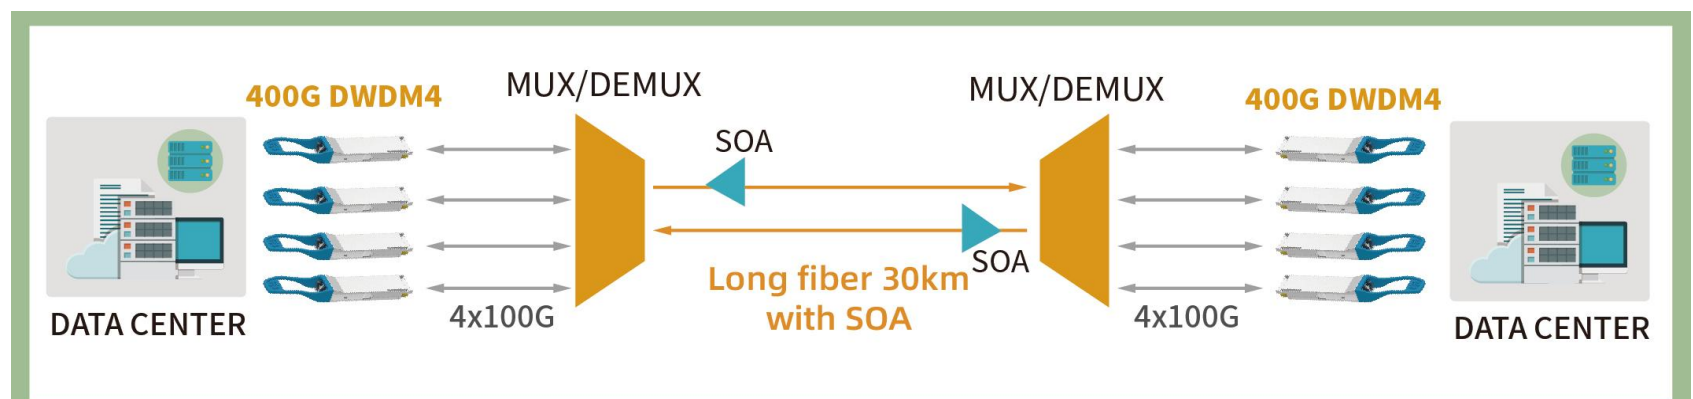 400G DWDM4
MUX/DEMUX
MUX/DEMUX
400G DWDM4
SOA
SOA
Long fiber 30km
with SOA
4x100G
4x100G
DATA CENTER
DATA CENTER